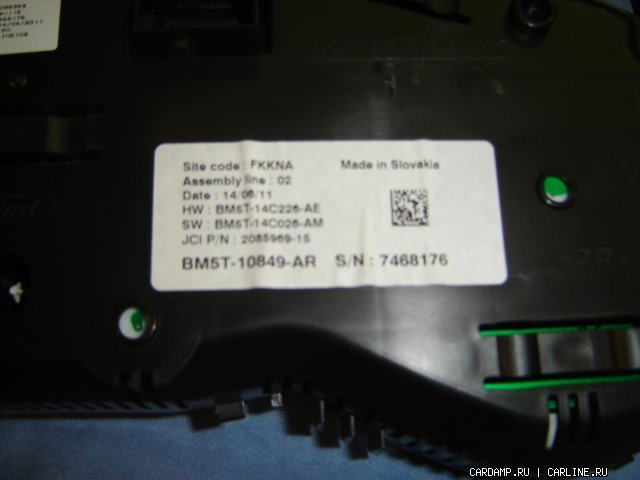 Site code : FKKNA Made in Slovakia
Assembly line : 02
Date : 14/06/11
HW : BM5T-14C226-AE
SW : BM5T-14C026-AM
JCI P/N : 2085969-15
BM5T-10849-AR S/N : 7468176
Ford
CARDAMP.RU | CARLINE.RU